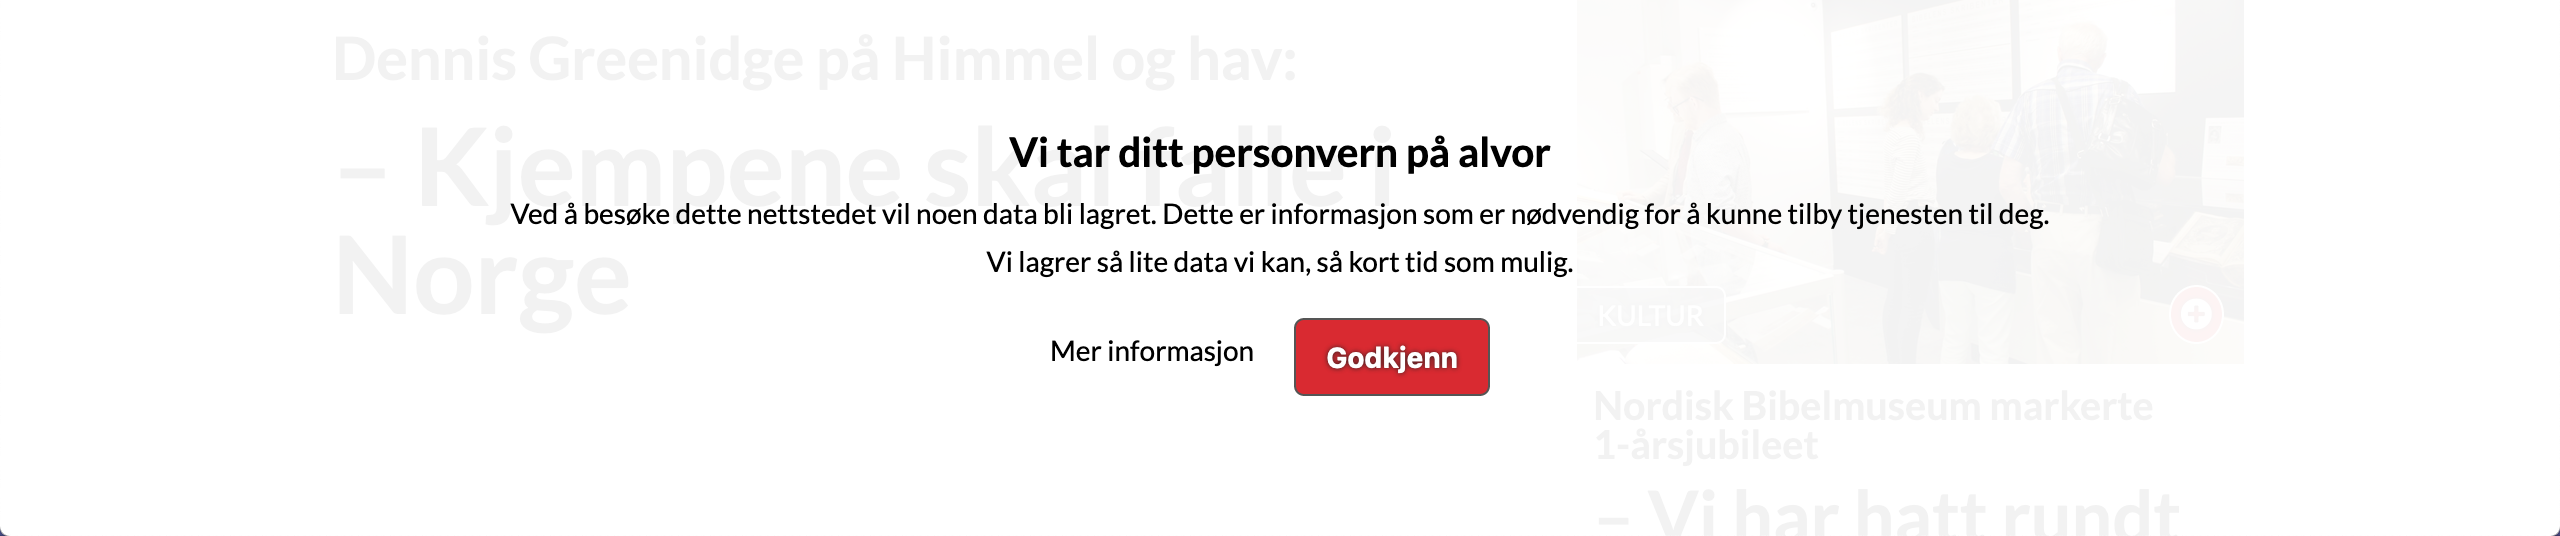 Dennis Greenidge på Himmel og hav:
– Kjempene skal falle i
Norge
Vi tar ditt personvern på alvor
Ved å besøke dette nettstedet vil noen data bli lagret. Dette er informasjon som er nødvendig for å kunne tilby tjenesten til deg.
Vi lagrer så lite data vi kan, så kort tid som mulig.
Mer informasjon
Godkjenn
KULTUR
Nordisk Bibelmuseum markerte
1-årsjubileet
– Vi har hatt rundt